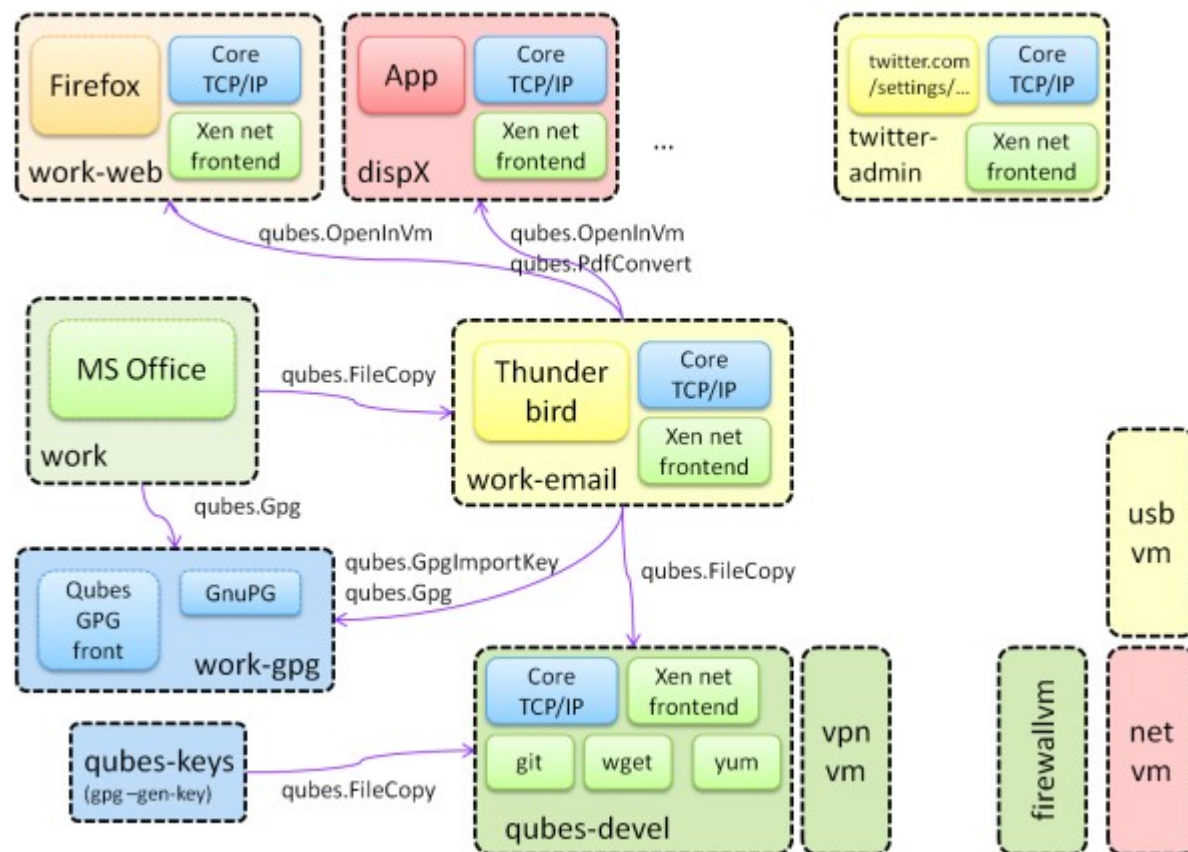 Firefox
Core
TCP/IP
Xen net
frontend
work-web
App
Core
TCP/IP
Xen net
frontend
dispX
...
twitter.com
/settings/...
Core
TCP/IP
twitter-
admin
Xen net
frontend
qubes.OpenInVm
qubes.OpenInVm
qubes.PdfConvert
MS Office
work
qubes.FileCopy
Thunder
bird
Core
TCP/IP
Xen net
frontend
work-email
qubes.Gpg
usb
vm
Qubes
GPG
front
GnuPG
work-gpg
qubes.GpgImportKey
qubes.Gpg
qubes.FileCopy
Core
TCP/IP
Xen net
frontend
git
wget
yum
qubes-devel
vpn
vm
firewallvm
net
vm
qubes-keys
(gpg –gen-key)
qubes.FileCopy